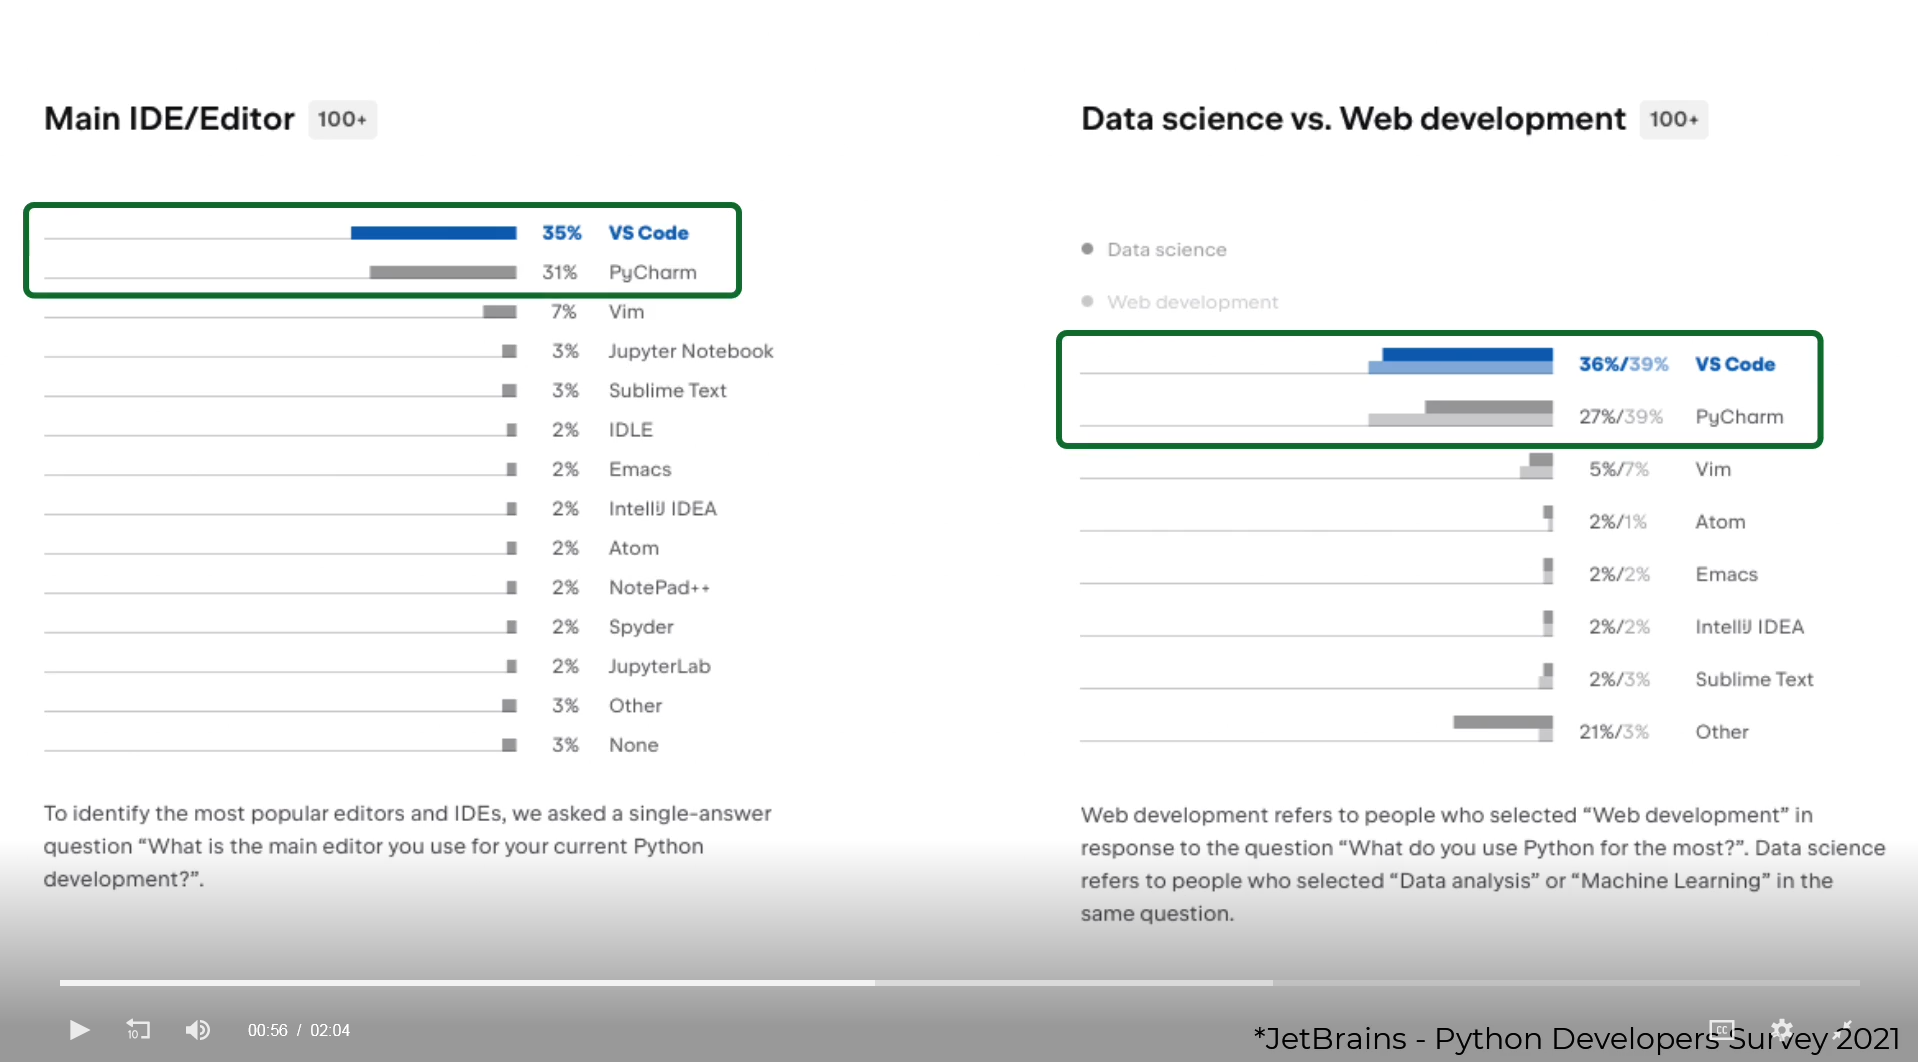 Main IDE/Editor 100+
35% VS Code
31% PyCharm
7% Vim
3% Jupyter Notebook
3% Sublime Text
2% IDLE
2% Emacs
2% IntelliJ IDEA
2% Atom
2% NotePad++
2% Spyder
2% JupyterLab
3% Other
3% None
To identify the most popular editors and IDEs, we asked a single-answer
question “What is the main editor you use for your current Python
development?”.
Data science vs. Web development 100+
Data science
Web development
36%/39% VS Code
27%/39% PyCharm
5%/7% Vim
2%/1% Atom
2%/2% Emacs
2%/2% IntelliJ IDEA
2%/3% Sublime Text
21%/3% Other
Web development refers to people who selected “Web development” in
response to the question “What do you use Python for the most?”. Data science
refers to people who selected “Data analysis” or “Machine Learning” in the
same question.
10 00:56 / 02:04
CC
*JetBrains - Python Developers Survey 2021